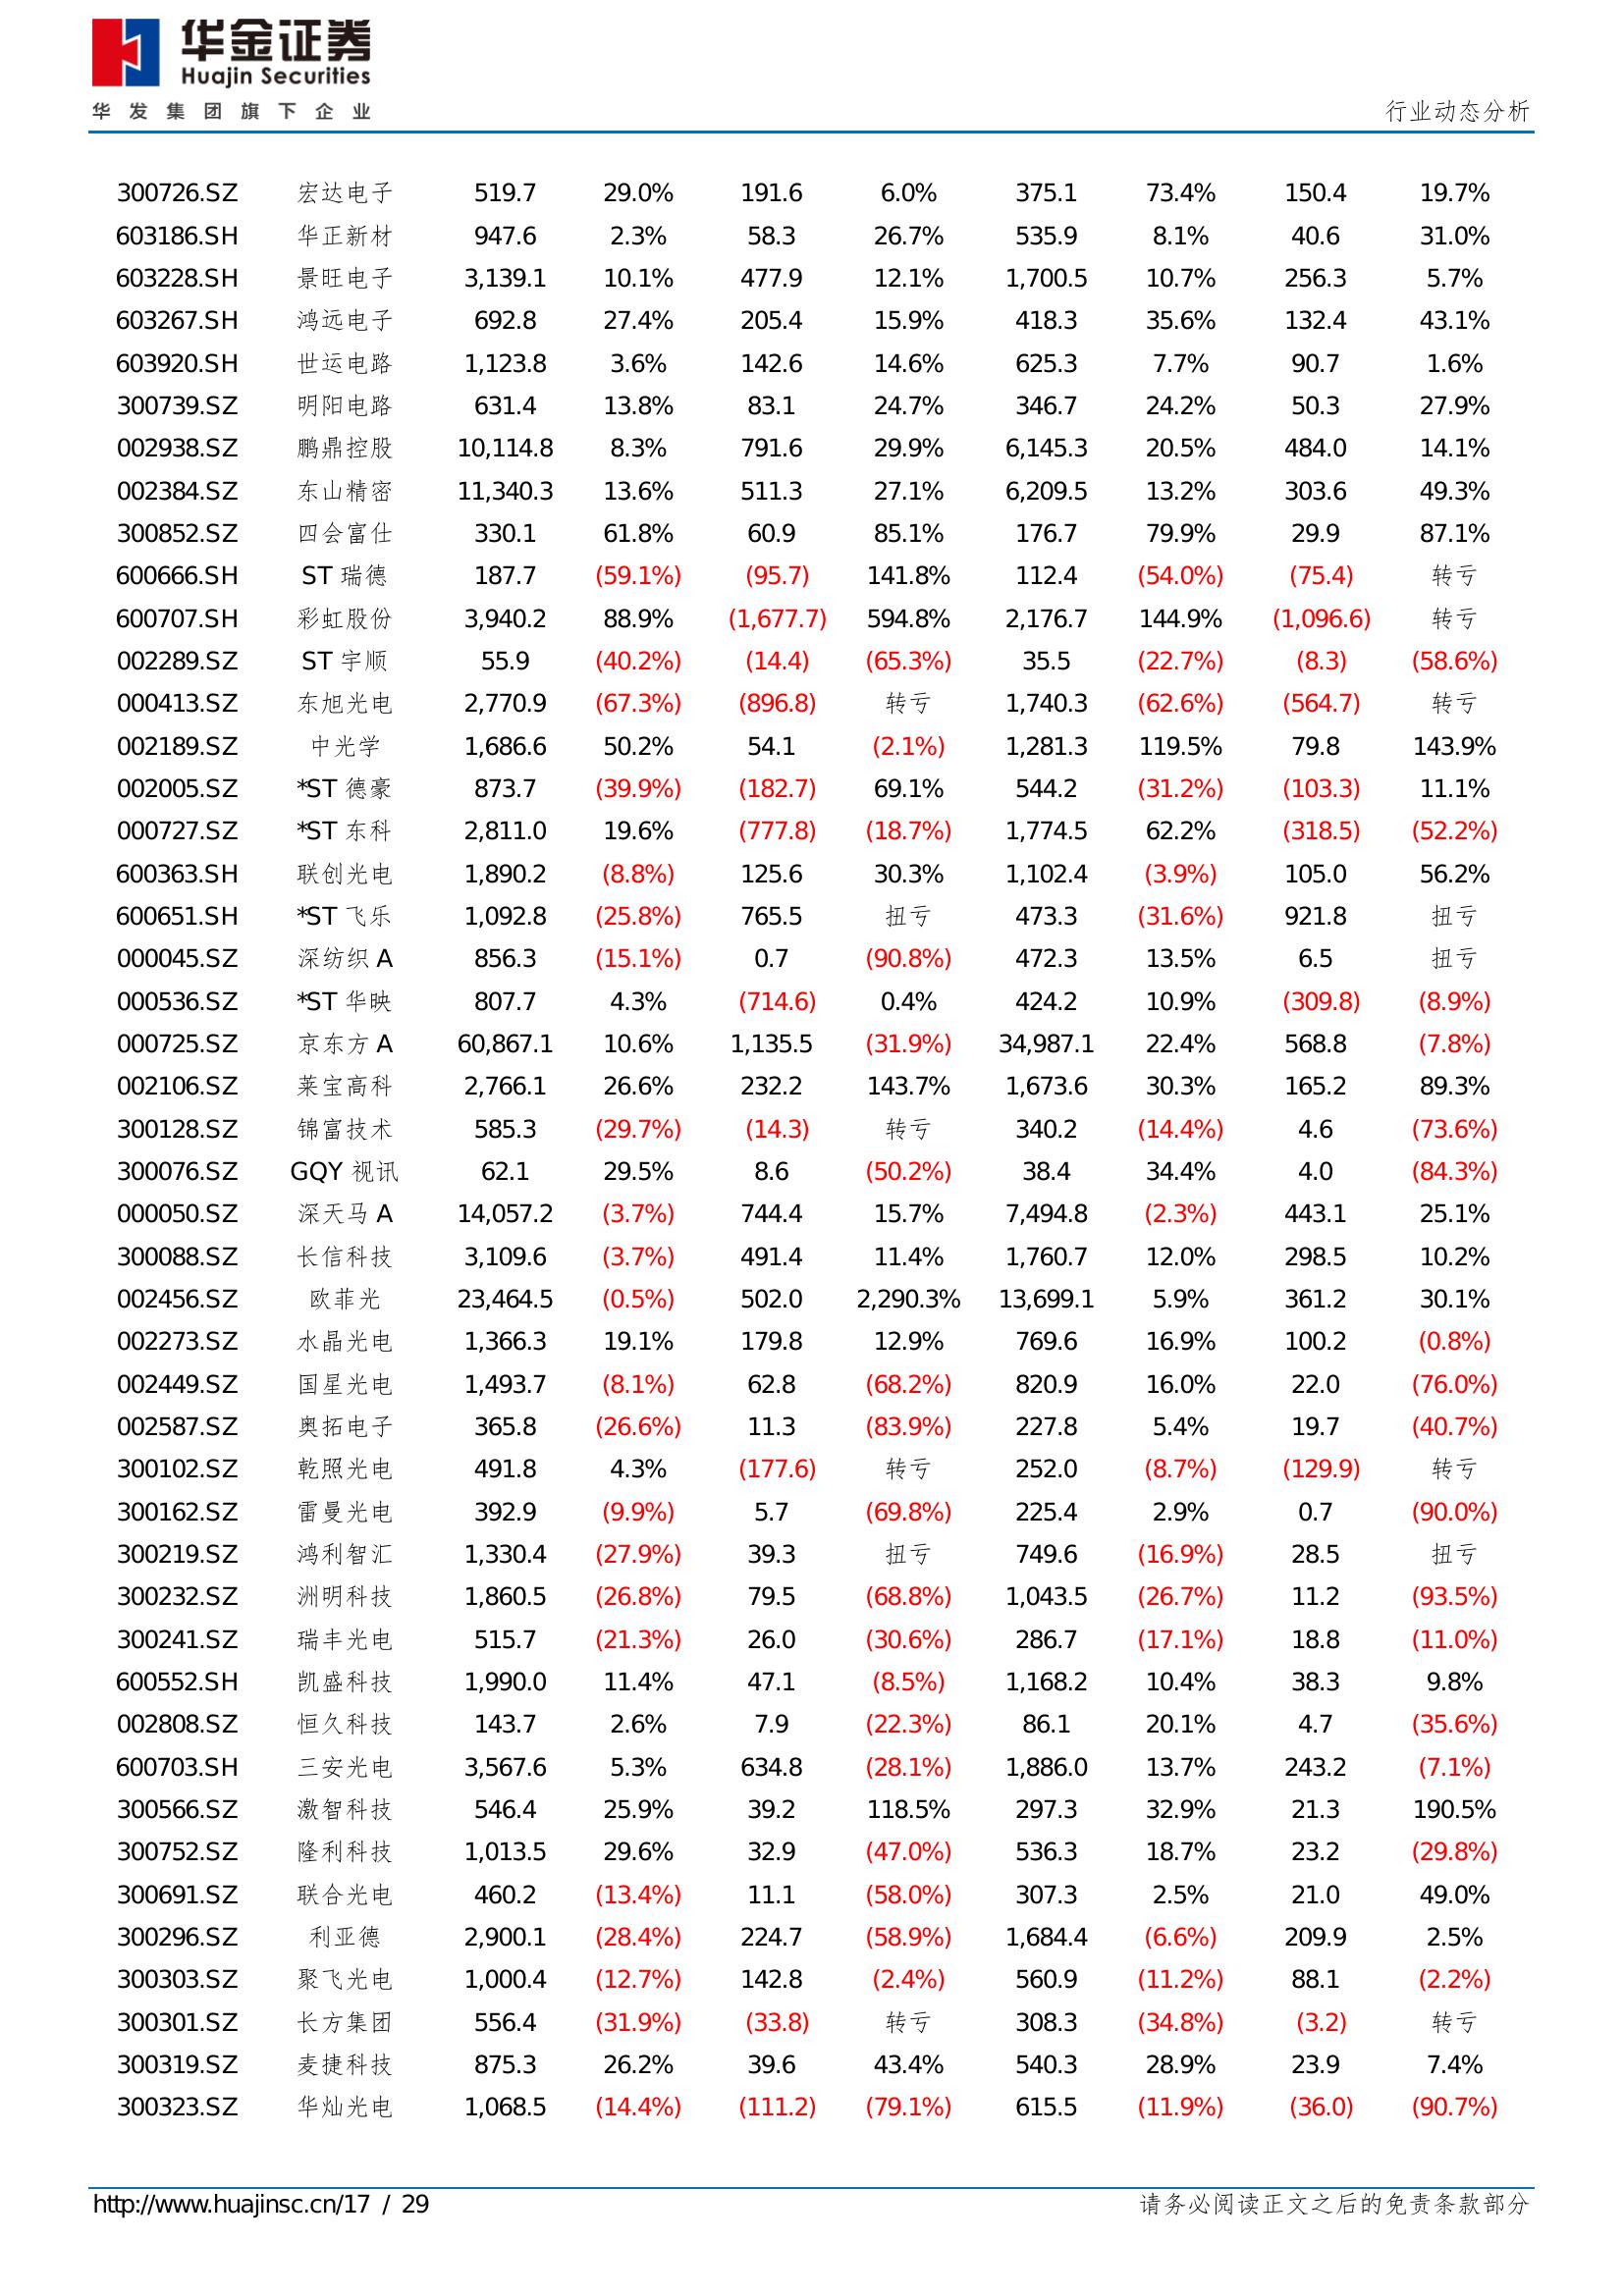 华金证券
Huajin Securities
华发集团旗下企业
行业动态分析
300726.SZ 宏达电子 519.7 29.0% 191.6 6.0% 375.1 73.4% 150.4 19.7%
603186.SH 华正新材 947.6 2.3% 58.3 26.7% 535.9 8.1% 40.6 31.0%
603228.SH 景旺电子 3,139.1 10.1% 477.9 12.1% 1,700.5 10.7% 256.3 5.7%
603267.SH 鸿远电子 692.8 27.4% 205.4 15.9% 418.3 35.6% 132.4 43.1%
603920.SH 世运电路 1,123.8 3.6% 142.6 14.6% 625.3 7.7% 90.7 1.6%
300739.SZ 明阳电路 631.4 13.8% 83.1 24.7% 346.7 24.2% 50.3 27.9%
002938.SZ 鹏鼎控股 10,114.8 8.3% 791.6 29.9% 6,145.3 20.5% 484.0 14.1%
002384.SZ 东山精密 11,340.3 13.6% 511.3 27.1% 6,209.5 13.2% 303.6 49.3%
300852.SZ 四会富仕 330.1 61.8% 60.9 85.1% 176.7 79.9% 29.9 87.1%
600666.SH ST 瑞德 187.7 (59.1%) (95.7) 141.8% 112.4 (54.0%) (75.4) 转亏
600707.SH 彩虹股份 3,940.2 88.9% (1,677.7) 594.8% 2,176.7 144.9% (1,096.6) 转亏
002289.SZ ST 宇顺 55.9 (40.2%) (14.4) (65.3%) 35.5 (22.7%) (8.3) (58.6%)
000413.SZ 东旭光电 2,770.9 (67.3%) (896.8) 转亏 1,740.3 (62.6%) (564.7) 转亏
002189.SZ 中光学 1,686.6 50.2% 54.1 (2.1%) 1,281.3 119.5% 79.8 143.9%
002005.SZ *ST 德豪 873.7 (39.9%) (182.7) 69.1% 544.2 (31.2%) (103.3) 11.1%
000727.SZ *ST 东科 2,811.0 19.6% (777.8) (18.7%) 1,774.5 62.2% (318.5) (52.2%)
600363.SH 联创光电 1,890.2 (8.8%) 125.6 30.3% 1,102.4 (3.9%) 105.0 56.2%
600651.SH *ST 飞乐 1,092.8 (25.8%) 765.5 扭亏 473.3 (31.6%) 921.8 扭亏
000045.SZ 深纺织 A 856.3 (15.1%) 0.7 (90.8%) 472.3 13.5% 6.5 扭亏
000536.SZ *ST 华映 807.7 4.3% (714.6) 0.4% 424.2 10.9% (309.8) (8.9%)
000725.SZ 京东方 A 60,867.1 10.6% 1,135.5 (31.9%) 34,987.1 22.4% 568.8 (7.8%)
002106.SZ 莱宝高科 2,766.1 26.6% 232.2 143.7% 1,673.6 30.3% 165.2 89.3%
300128.SZ 锦富技术 585.3 (29.7%) (14.3) 转亏 340.2 (14.4%) 4.6 (73.6%)
300076.SZ GQY 视讯 62.1 29.5% 8.6 (50.2%) 38.4 34.4% 4.0 (84.3%)
000050.SZ 深天马 A 14,057.2 (3.7%) 744.4 15.7% 7,494.8 (2.3%) 443.1 25.1%
300088.SZ 长信科技 3,109.6 (3.7%) 491.4 11.4% 1,760.7 12.0% 298.5 10.2%
002456.SZ 欧菲光 23,464.5 (0.5%) 502.0 2,290.3% 13,699.1 5.9% 361.2 30.1%
002273.SZ 水晶光电 1,366.3 19.1% 179.8 12.9% 769.6 16.9% 100.2 (0.8%)
002449.SZ 国星光电 1,493.7 (8.1%) 62.8 (68.2%) 820.9 16.0% 22.0 (76.0%)
002587.SZ 奥拓电子 365.8 (26.6%) 11.3 (83.9%) 227.8 5.4% 19.7 (40.7%)
300102.SZ 乾照光电 491.8 4.3% (177.6) 转亏 252.0 (8.7%) (129.9) 转亏
300162.SZ 雷曼光电 392.9 (9.9%) 5.7 (69.8%) 225.4 2.9% 0.7 (90.0%)
300219.SZ 鸿利智汇 1,330.4 (27.9%) 39.3 扭亏 749.6 (16.9%) 28.5 扭亏
300232.SZ 洲明科技 1,860.5 (26.8%) 79.5 (68.8%) 1,043.5 (26.7%) 11.2 (93.5%)
300241.SZ 瑞丰光电 515.7 (21.3%) 26.0 (30.6%) 286.7 (17.1%) 18.8 (11.0%)
600552.SH 凯盛科技 1,990.0 11.4% 47.1 (8.5%) 1,168.2 10.4% 38.3 9.8%
002808.SZ 恒久科技 143.7 2.6% 7.9 (22.3%) 86.1 20.1% 4.7 (35.6%)
600703.SH 三安光电 3,567.6 5.3% 634.8 (28.1%) 1,886.0 13.7% 243.2 (7.1%)
300566.SZ 激智科技 546.4 25.9% 39.2 118.5% 297.3 32.9% 21.3 190.5%
300752.SZ 隆利科技 1,013.5 29.6% 32.9 (47.0%) 536.3 18.7% 23.2 (29.8%)
300691.SZ 联合光电 460.2 (13.4%) 11.1 (58.0%) 307.3 2.5% 21.0 49.0%
300296.SZ 利亚德 2,900.1 (28.4%) 224.7 (58.9%) 1,684.4 (6.6%) 209.9 2.5%
300303.SZ 聚飞光电 1,000.4 (12.7%) 142.8 (2.4%) 560.9 (11.2%) 88.1 (2.2%)
300301.SZ 长方集团 556.4 (31.9%) (33.8) 转亏 308.3 (34.8%) (3.2) 转亏
300319.SZ 麦捷科技 875.3 26.2% 39.6 43.4% 540.3 28.9% 23.9 7.4%
300323.SZ 华灿光电 1,068.5 (14.4%) (111.2) (79.1%) 615.5 (11.9%) (36.0) (90.7%)
http://www.huajinsc.cn/17 / 29
请务必阅读正文之后的免责条款部分